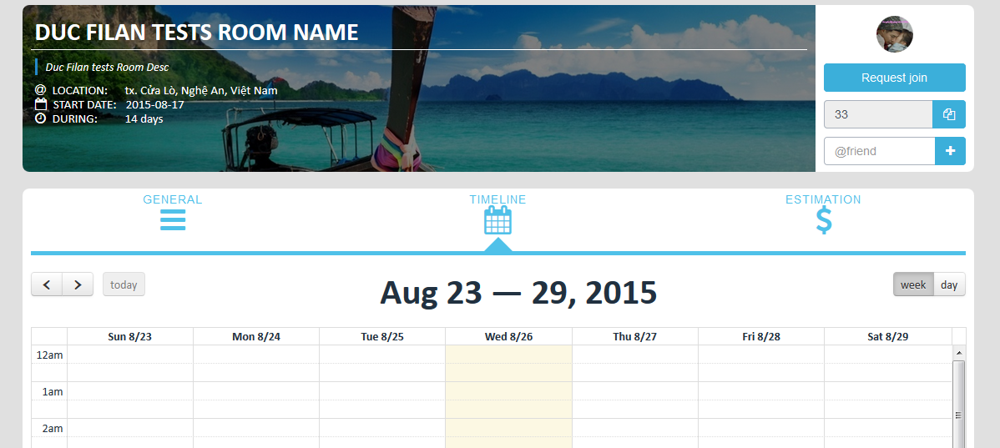 DUC FILAN TESTS ROOM NAME
Duc Filan tests Room Desc
@ LOCATION: tx. Cửa Lò, Nghệ An, Việt Nam
START DATE: 2015-08-17
DURING: 14 days
Request join
33
@friend
GENERAL TIMELINE ESTIMATION
today Aug 23 — 29, 2015 week day
Sun 8/23 Mon 8/24 Tue 8/25 Wed 8/26 Thu 8/27 Fri 8/28 Sat 8/29
12am
1am
2am